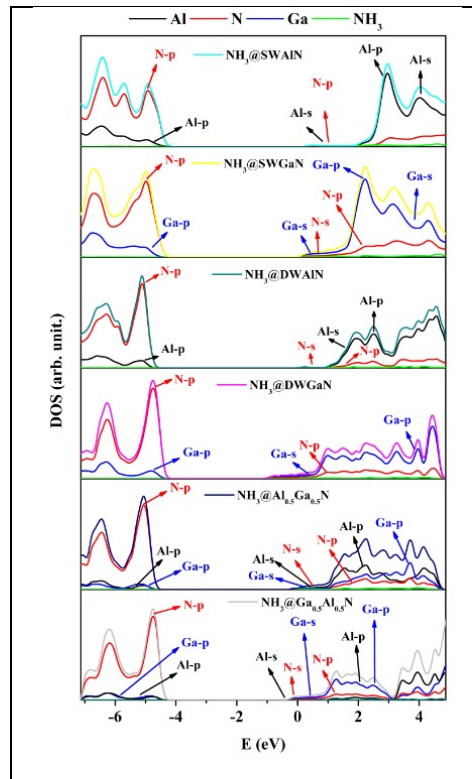 Al N Ga NH3
N-p NH3@SWAlN Al-p Al-s
N-p
Al-p Al-s
N-p NH3@SWGaN Ga-p Ga-s
Ga-p Ga-s N-s N-p
N-p NH3@DWAlN Al-p
Al-s
Al-p N-s N-p
N-p NH3@DWGaN
Ga-p Ga-s N-p Ga-p
N-p NH3@Al0.5Ga0.5N
Al-p Ga-p Al-s Ga-s N-s N-p Al-p Ga-p
N-p NH3@Ga0.5Al0.5N
Ga-p Al-p Al-s N-s Ga-s N-p Al-p Ga-p
-6 -4 -2 0 2 4
E (eV)
DOS (arb. unit.)